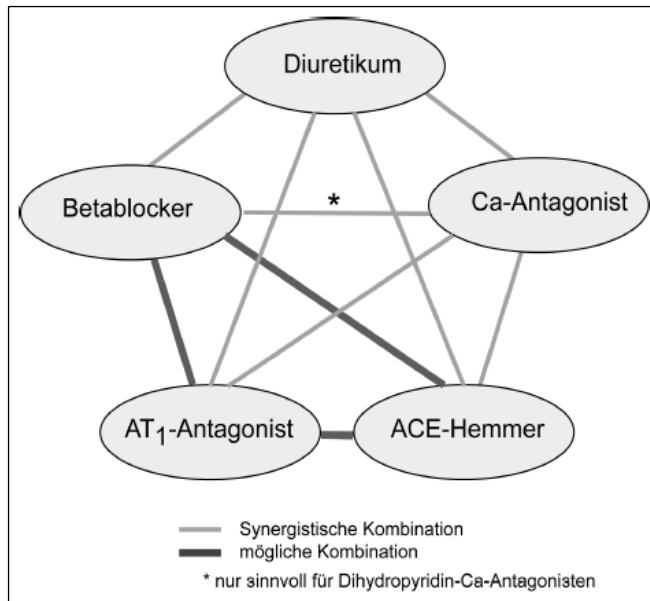 Diuretikum
Betablocker
*
Ca-Antagonist
AT₁-Antagonist
ACE-Hemmer
Synergistische Kombination
mögliche Kombination
* nur sinnvoll für Dihydropyridin-Ca-Antagonisten